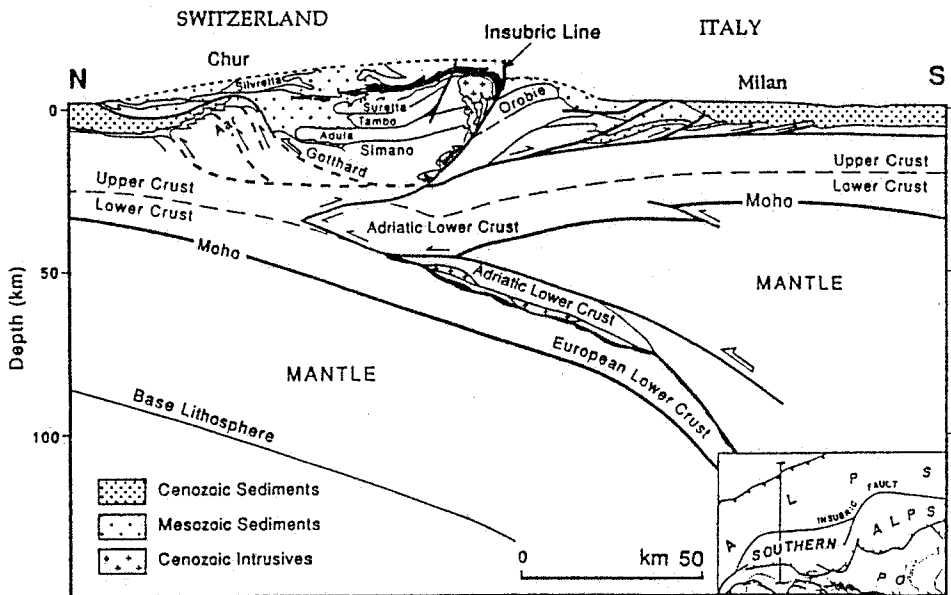 SWITZERLAND
ITALY
Insubric Line
Chur
Milan
N
S
Silvretta
Suretta
Tambo
Orobie
Adula
Simano
Aar
Gotthard
0
Upper Crust
Lower Crust
Upper Crust
Lower Crust
Moho
Moho
Adriatic Lower Crust
50
Adriatic Lower Crust
MANTLE
Depth (km)
European Lower Crust
MANTLE
Base Lithosphere
100
Cenozoic Sediments
Mesozoic Sediments
Cenozoic Intrusives
0 km 50
A L P S
INSUBRIC FAULT
SOUTHERN ALPS
PO